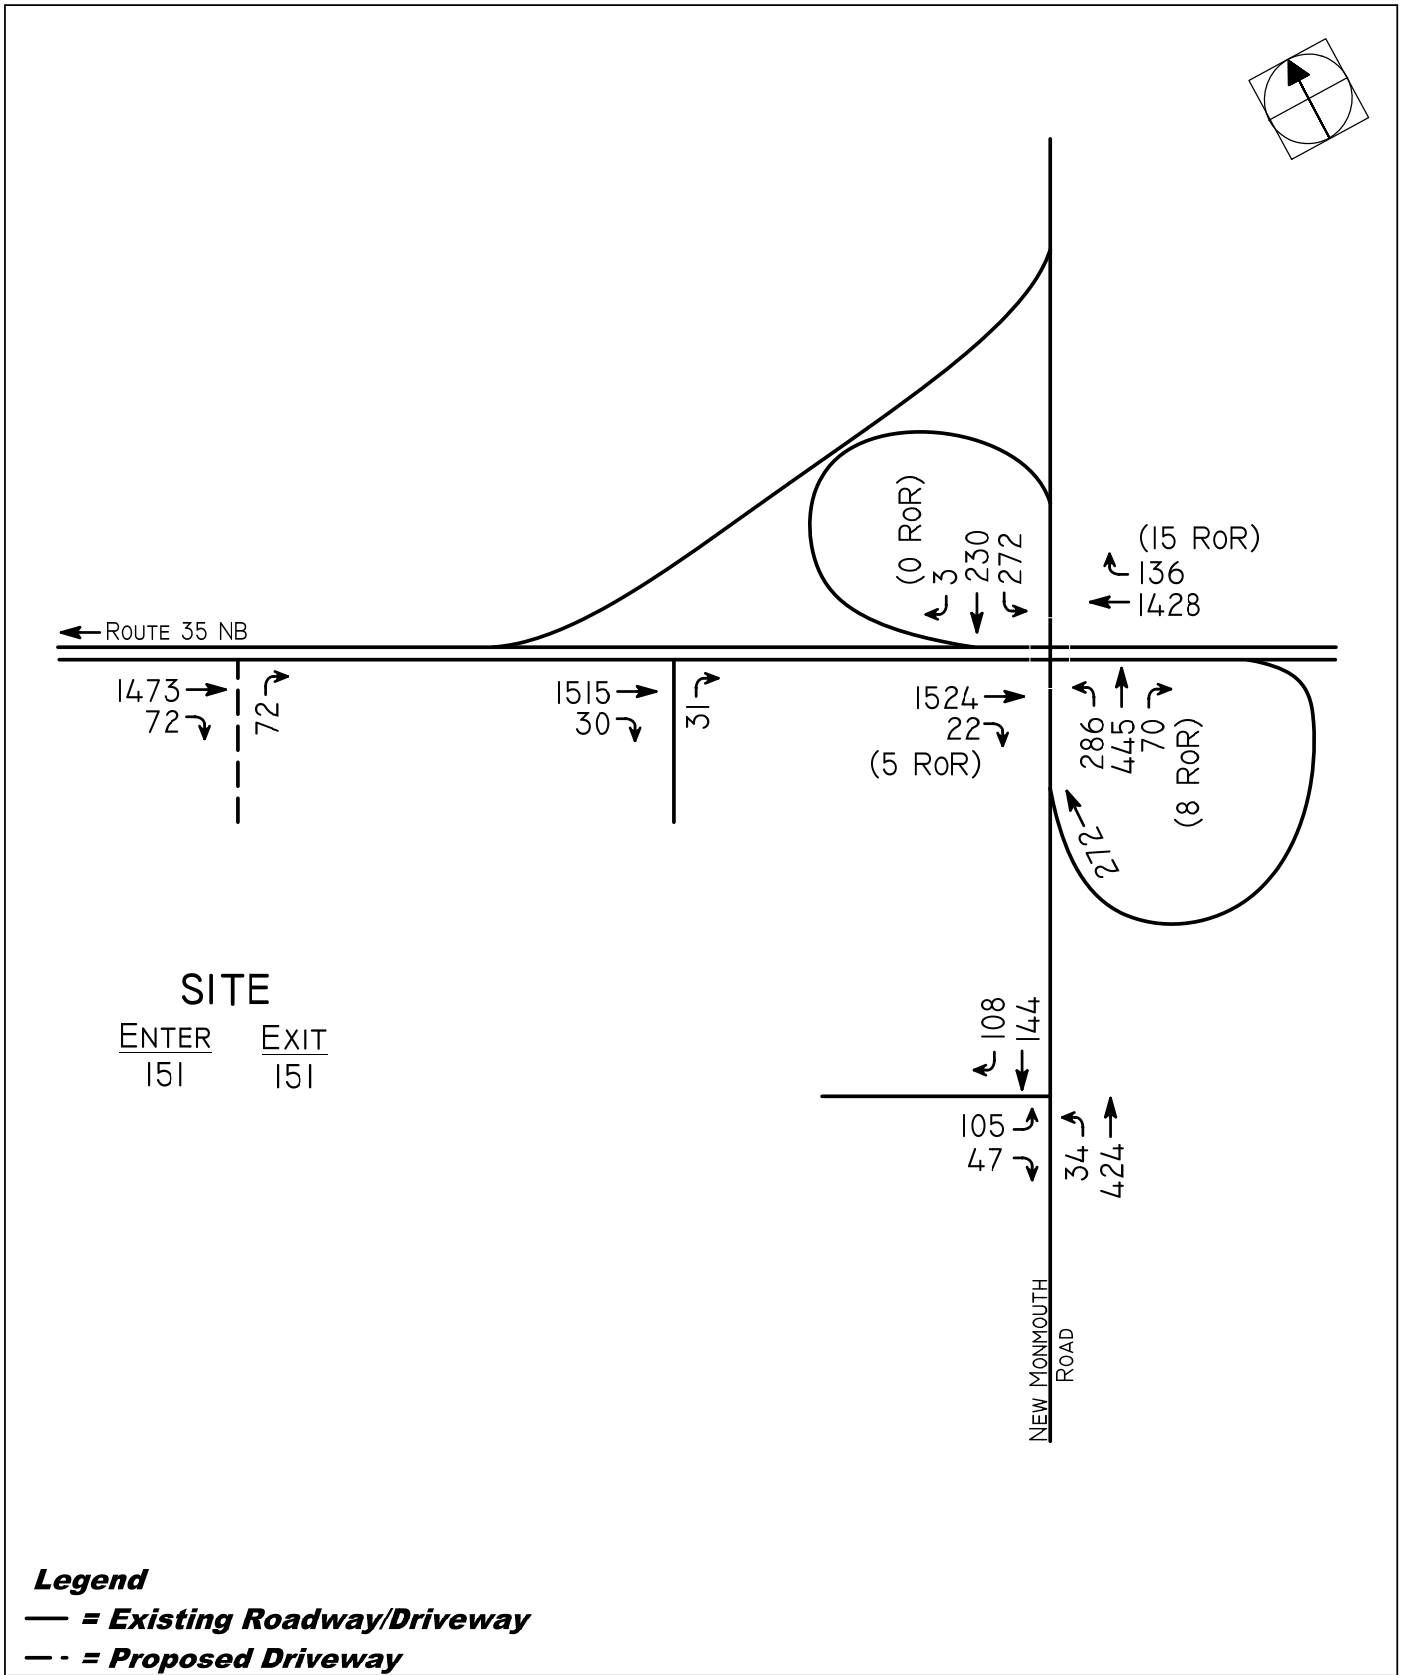 (0 RoR)
3
230
272
(15 RoR)
136
1428
ROUTE 35 NB
1473
72
72
1515
30
31
1524
22
(5 RoR)
286
445
70
(8 RoR)
272
SITE
ENTER EXIT
151 151
108
144
105
47
34
424
NEW MONMOUTH
ROAD
Legend
= Existing Roadway/Driveway
= Proposed Driveway